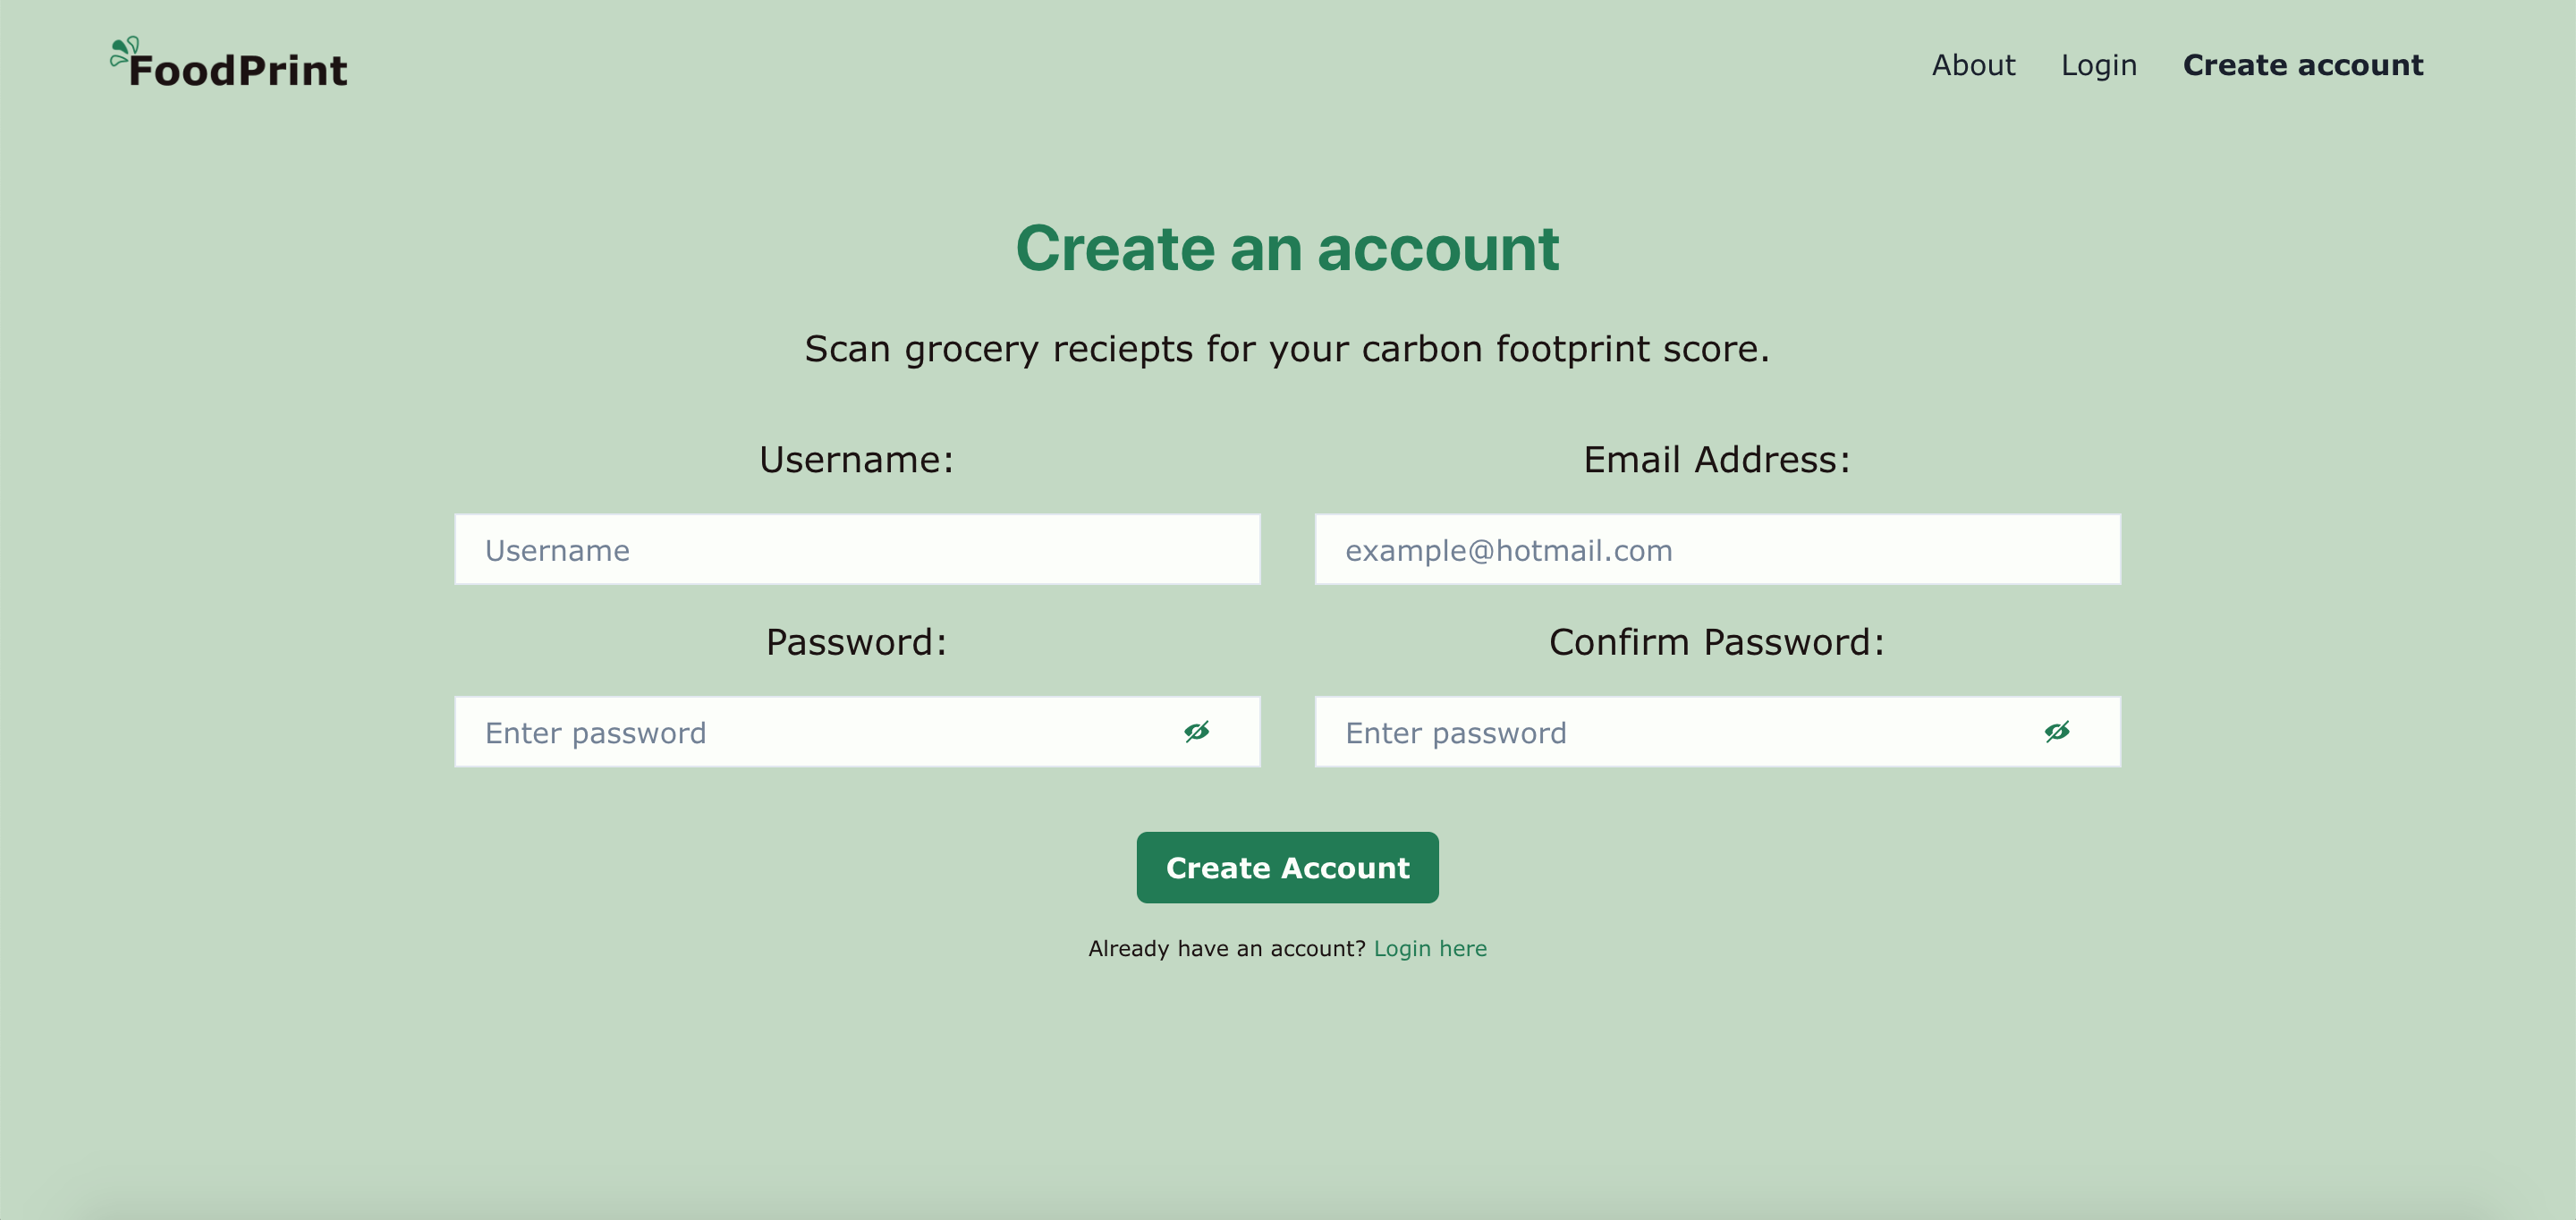 FoodPrint
About Login Create account
Create an account
Scan grocery reciepts for your carbon footprint score.
Username: Email Address:
Username example@hotmail.com
Password: Confirm Password:
Enter password Enter password
Create Account
Already have an account? Login here